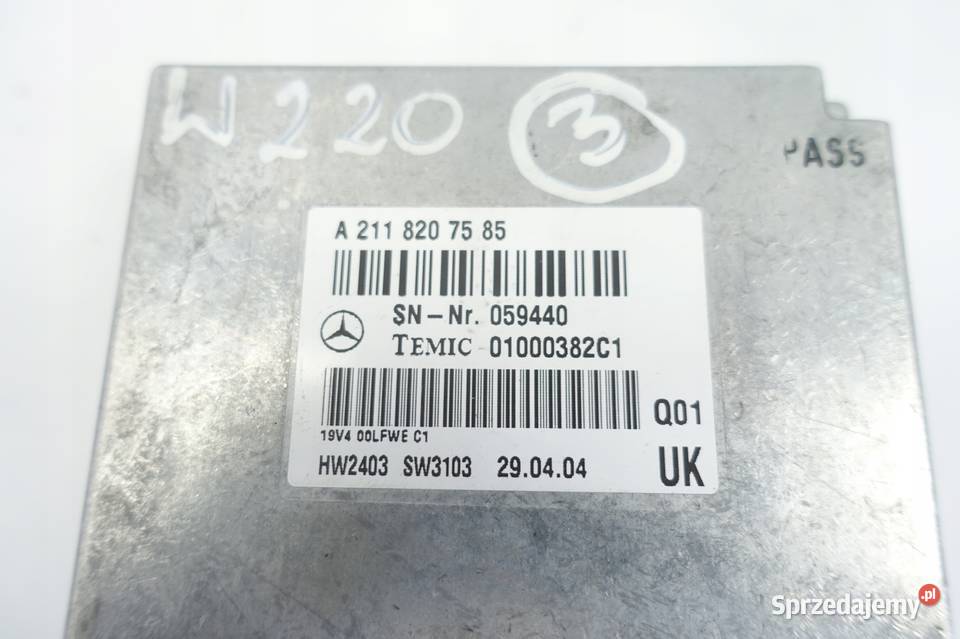 W220 3
PASS
A 211 820 75 85
SN-Nr. 059440
TEMIC 01000382C1
Q01
19V4 00LFWE C1
HW2403 SW3103 29.04.04 UK
Sprzedajemy.pl